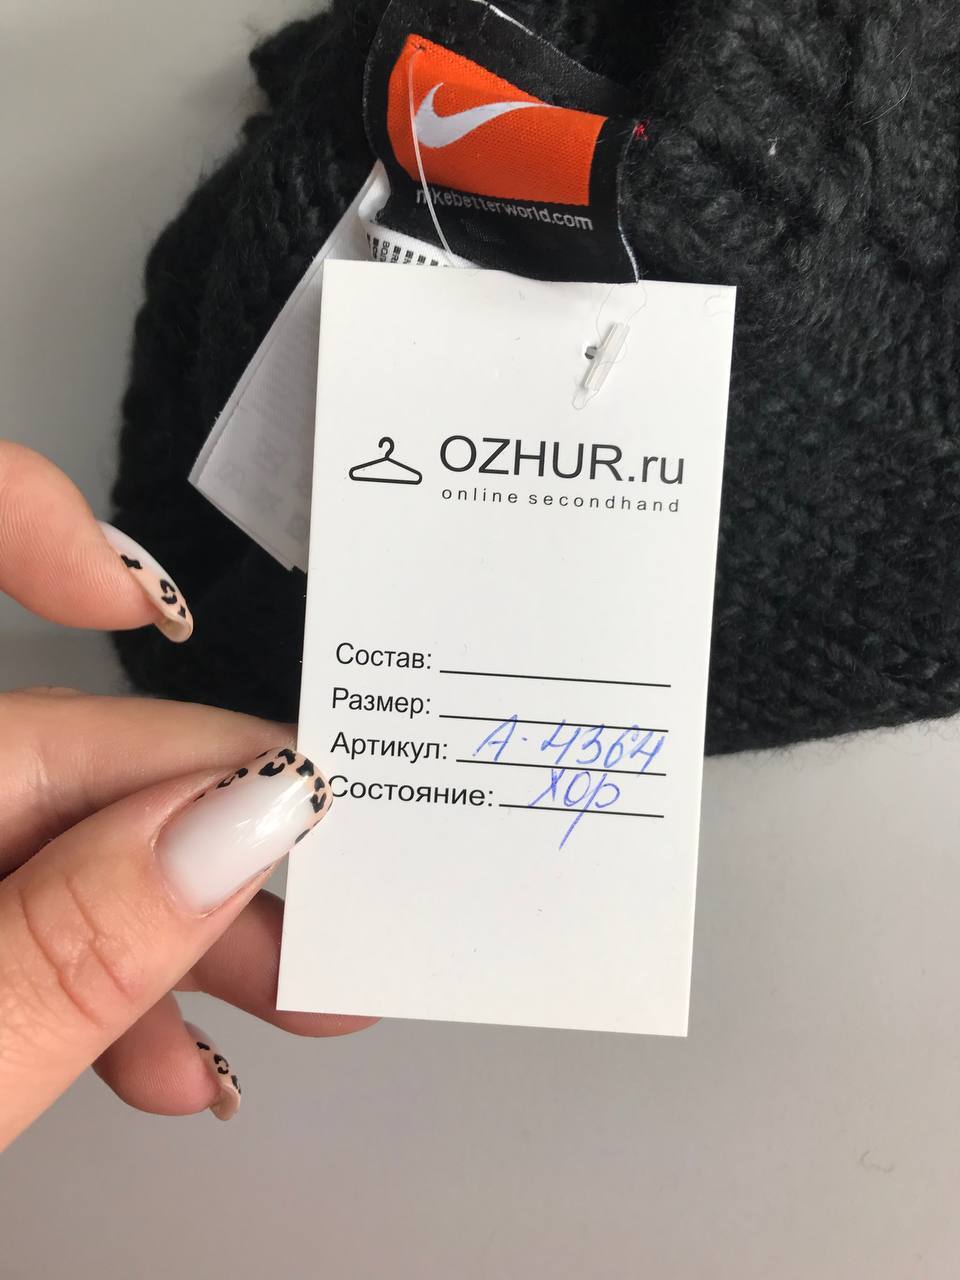 nikebetterworld.com
OZHUR.ru
online secondhand
Состав:
Размер:
Артикул: А-4364
Состояние: хор